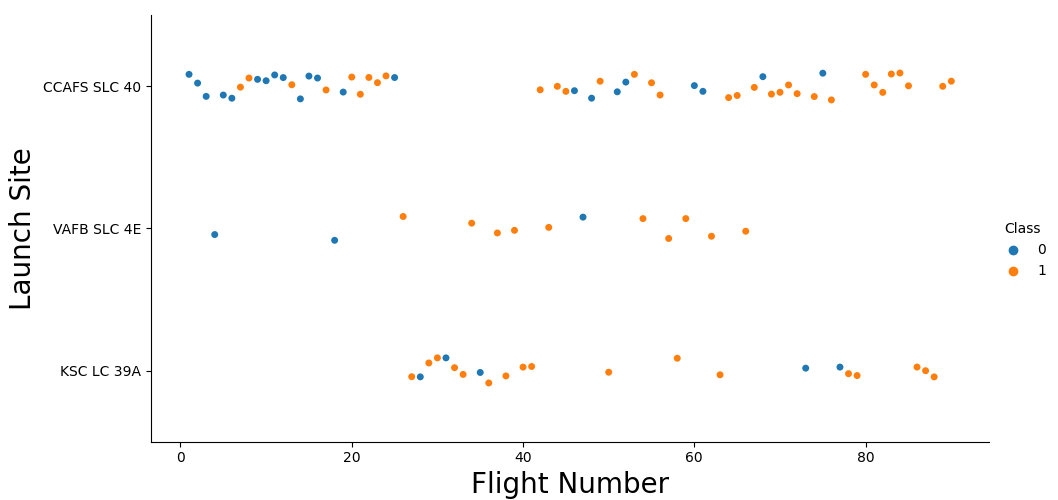 CCAFS SLC 40
VAFB SLC 4E
KSC LC 39A
Launch Site
0
20
40
60
80
Flight Number
Class
0
1